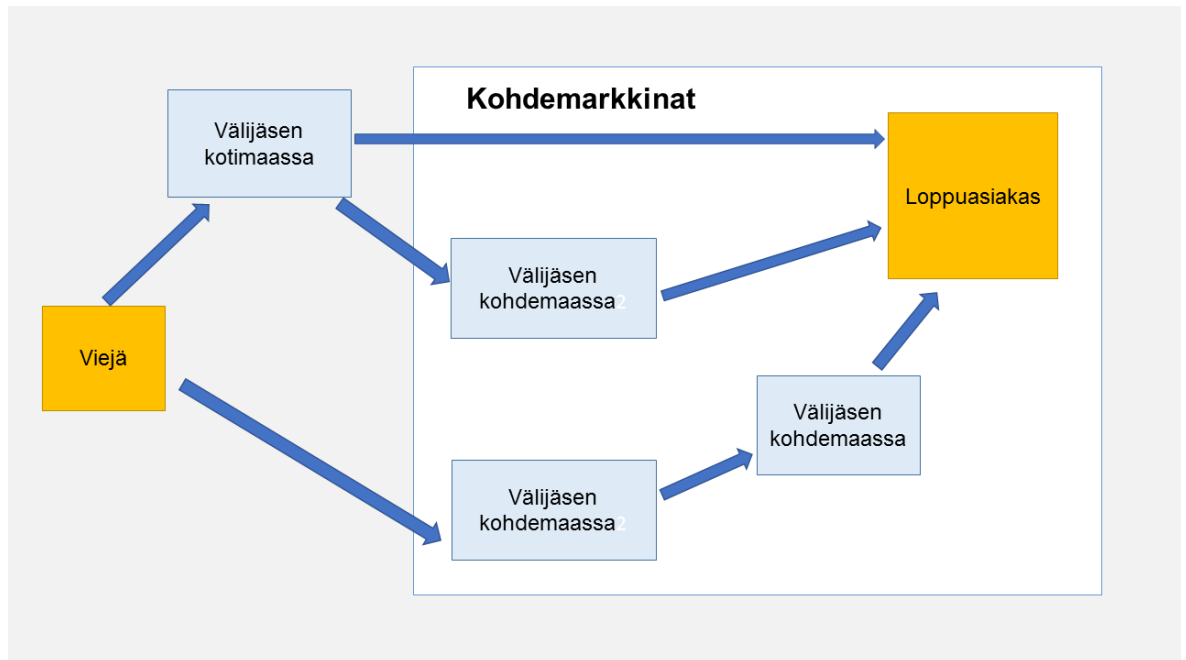 Kohdemarkkinat
Välijäsen
kotimaassa
Loppuasiakas
Välijäsen
kohdemaassa2
Viejä
Välijäsen
kohdemaassa
Välijäsen
kohdemaassa2